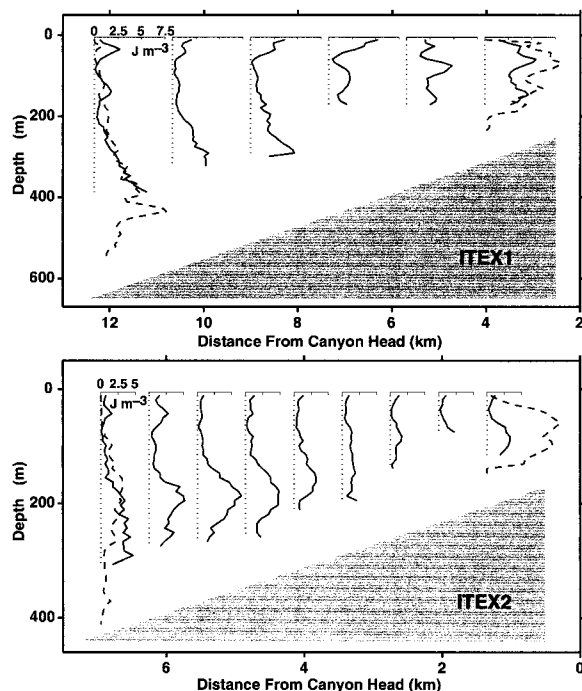 0 2.5 5 7.5
J m⁻³
0
200
400
600
Depth (m)
ITEX1
12 10 8 6 4 2
Distance From Canyon Head (km)
0 2.5 5
J m⁻³
0
100
200
300
400
Depth (m)
ITEX2
6 4 2 0
Distance From Canyon Head (km)